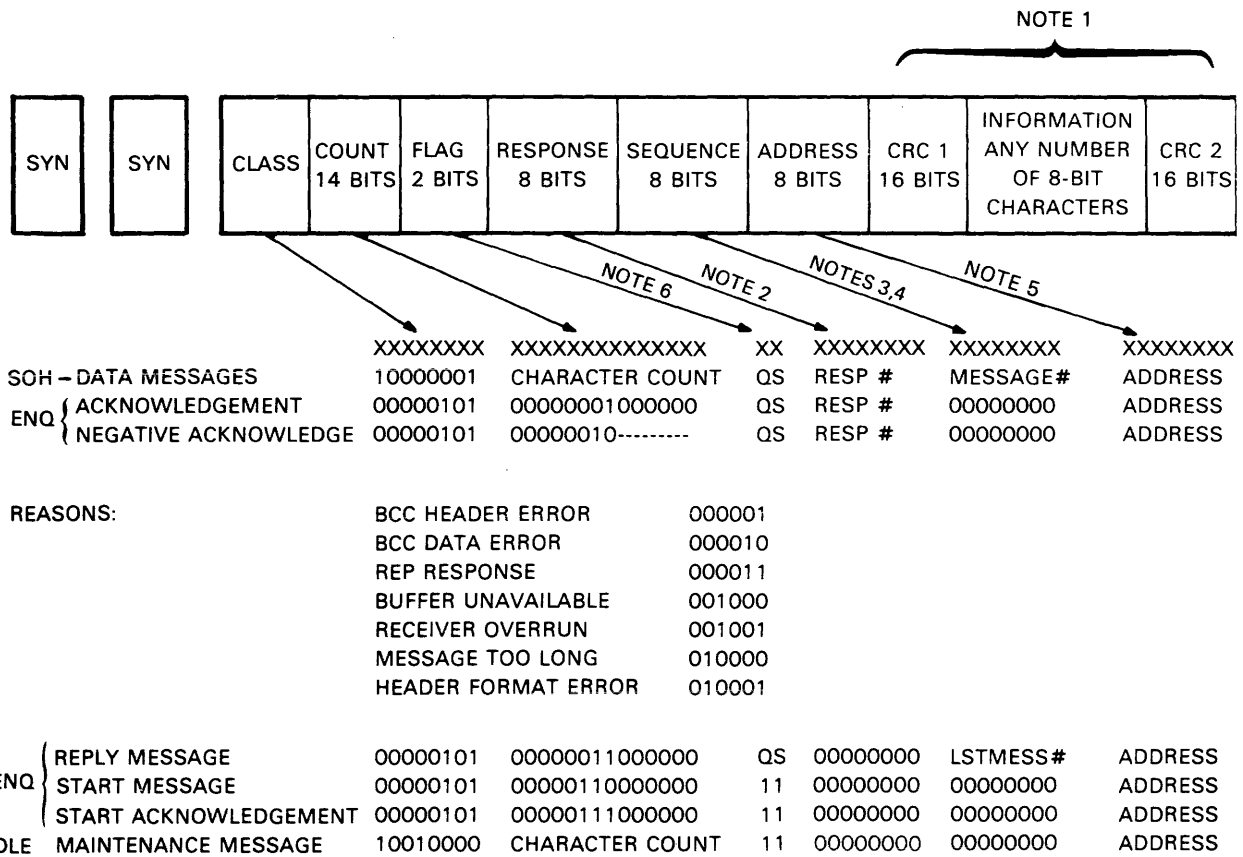 NOTE 1
SYN SYN CLASS COUNT 14 BITS FLAG 2 BITS RESPONSE 8 BITS SEQUENCE 8 BITS ADDRESS 8 BITS CRC 1 16 BITS INFORMATION ANY NUMBER OF 8-BIT CHARACTERS CRC 2 16 BITS
NOTE 6 NOTE 2 NOTES 3,4 NOTE 5
XXXXXXXX XXXXXXXXXXXXXX XX XXXXXXXX XXXXXXXX XXXXXXXX
SOH – DATA MESSAGES 10000001 CHARACTER COUNT QS RESP # MESSAGE# ADDRESS
ENQ ACKNOWLEDGEMENT 00000101 00000001000000 QS RESP # 00000000 ADDRESS
NEGATIVE ACKNOWLEDGE 00000101 00000010--------- QS RESP # 00000000 ADDRESS
REASONS: BCC HEADER ERROR 000001
BCC DATA ERROR 000010
REP RESPONSE 000011
BUFFER UNAVAILABLE 001000
RECEIVER OVERRUN 001001
MESSAGE TOO LONG 010000
HEADER FORMAT ERROR 010001
ENQ REPLY MESSAGE 00000101 00000011000000 QS 00000000 LSTMESS# ADDRESS
START MESSAGE 00000101 00000110000000 11 00000000 00000000 ADDRESS
START ACKNOWLEDGEMENT 00000101 00000111000000 11 00000000 00000000 ADDRESS
OLE MAINTENANCE MESSAGE 10010000 CHARACTER COUNT 11 00000000 00000000 ADDRESS